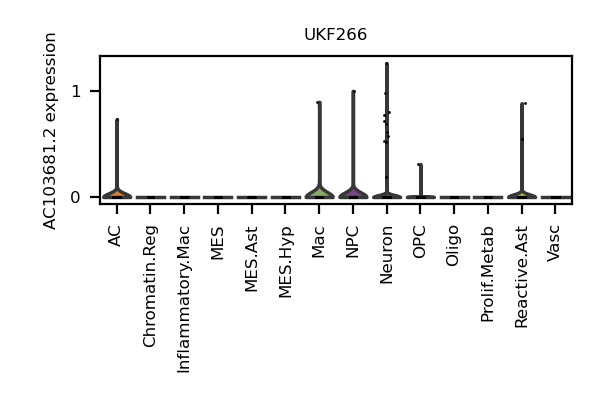 UKF266
AC103681.2 expression
1
0
AC
Chromatin.Reg
Inflammatory.Mac
MES
MES.Ast
MES.Hyp
Mac
NPC
Neuron
OPC
Oligo
Prolif.Metab
Reactive.Ast
Vasc